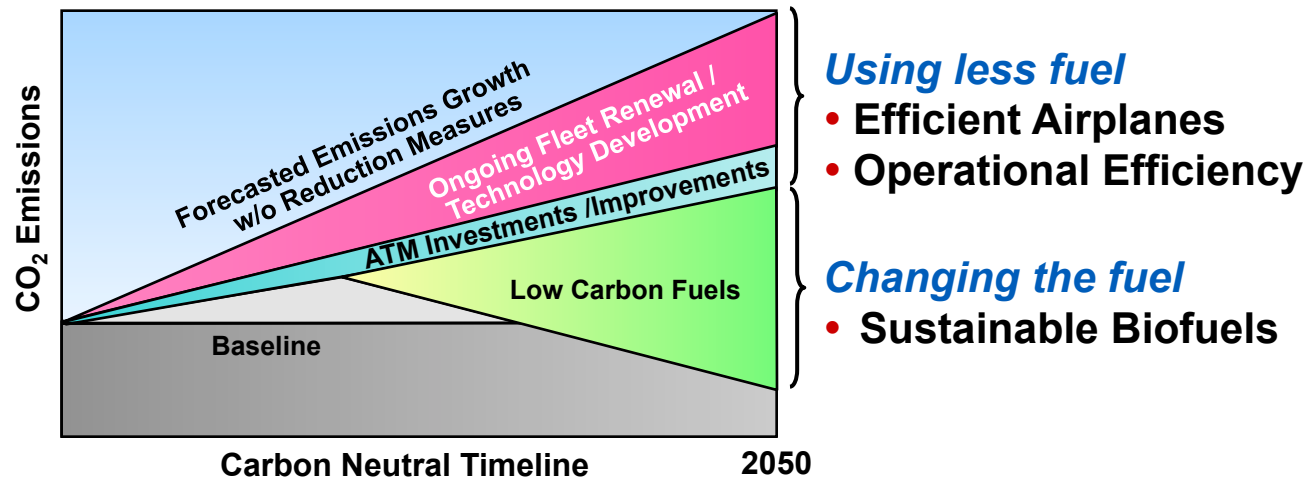 CO₂ Emissions
Forecasted Emissions Growth
w/o Reduction Measures
Ongoing Fleet Renewal /
Technology Development
ATM Investments /Improvements
Low Carbon Fuels
Baseline
Carbon Neutral Timeline
2050
Using less fuel
• Efficient Airplanes
• Operational Efficiency
Changing the fuel
• Sustainable Biofuels